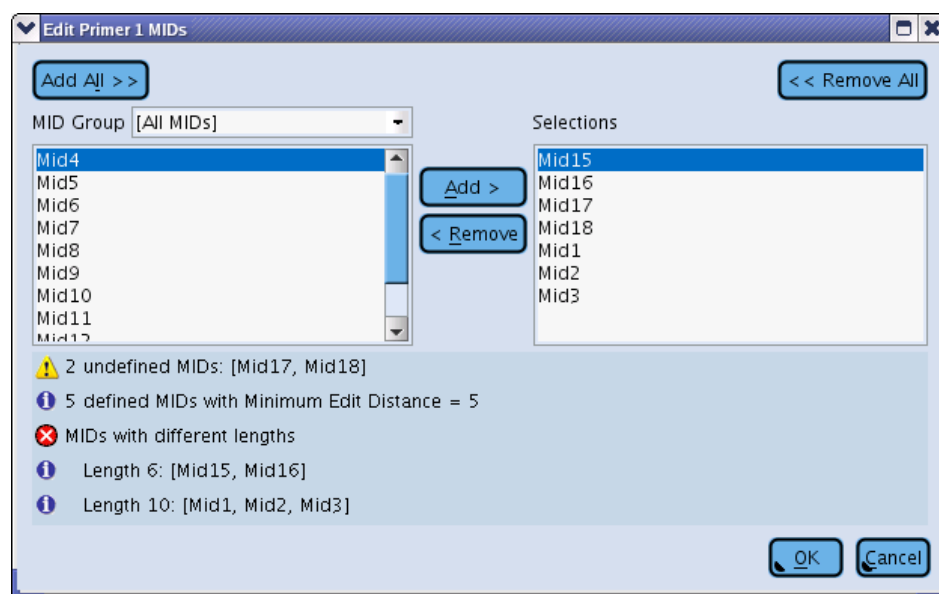 Edit Primer 1 MIDs
Add All >>
<< Remove All
MID Group [All MIDs]
Selections
Mid4
Mid5
Mid6
Mid7
Mid8
Mid9
Mid10
Mid11
Mid12
Add >
< Remove
Mid15
Mid16
Mid17
Mid18
Mid1
Mid2
Mid3
2 undefined MIDs: [Mid17, Mid18]
5 defined MIDs with Minimum Edit Distance = 5
MIDs with different lengths
Length 6: [Mid15, Mid16]
Length 10: [Mid1, Mid2, Mid3]
OK
Cancel